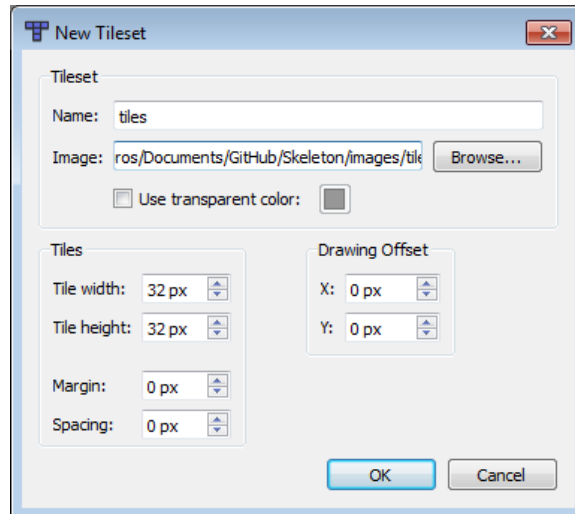 New Tileset
Tileset
Name: tiles
Image: ros/Documents/GitHub/Skeleton/images/tile Browse...
Use transparent color:
Tiles
Drawing Offset
Tile width: 32 px
X: 0 px
Tile height: 32 px
Y: 0 px
Margin: 0 px
Spacing: 0 px
OK Cancel